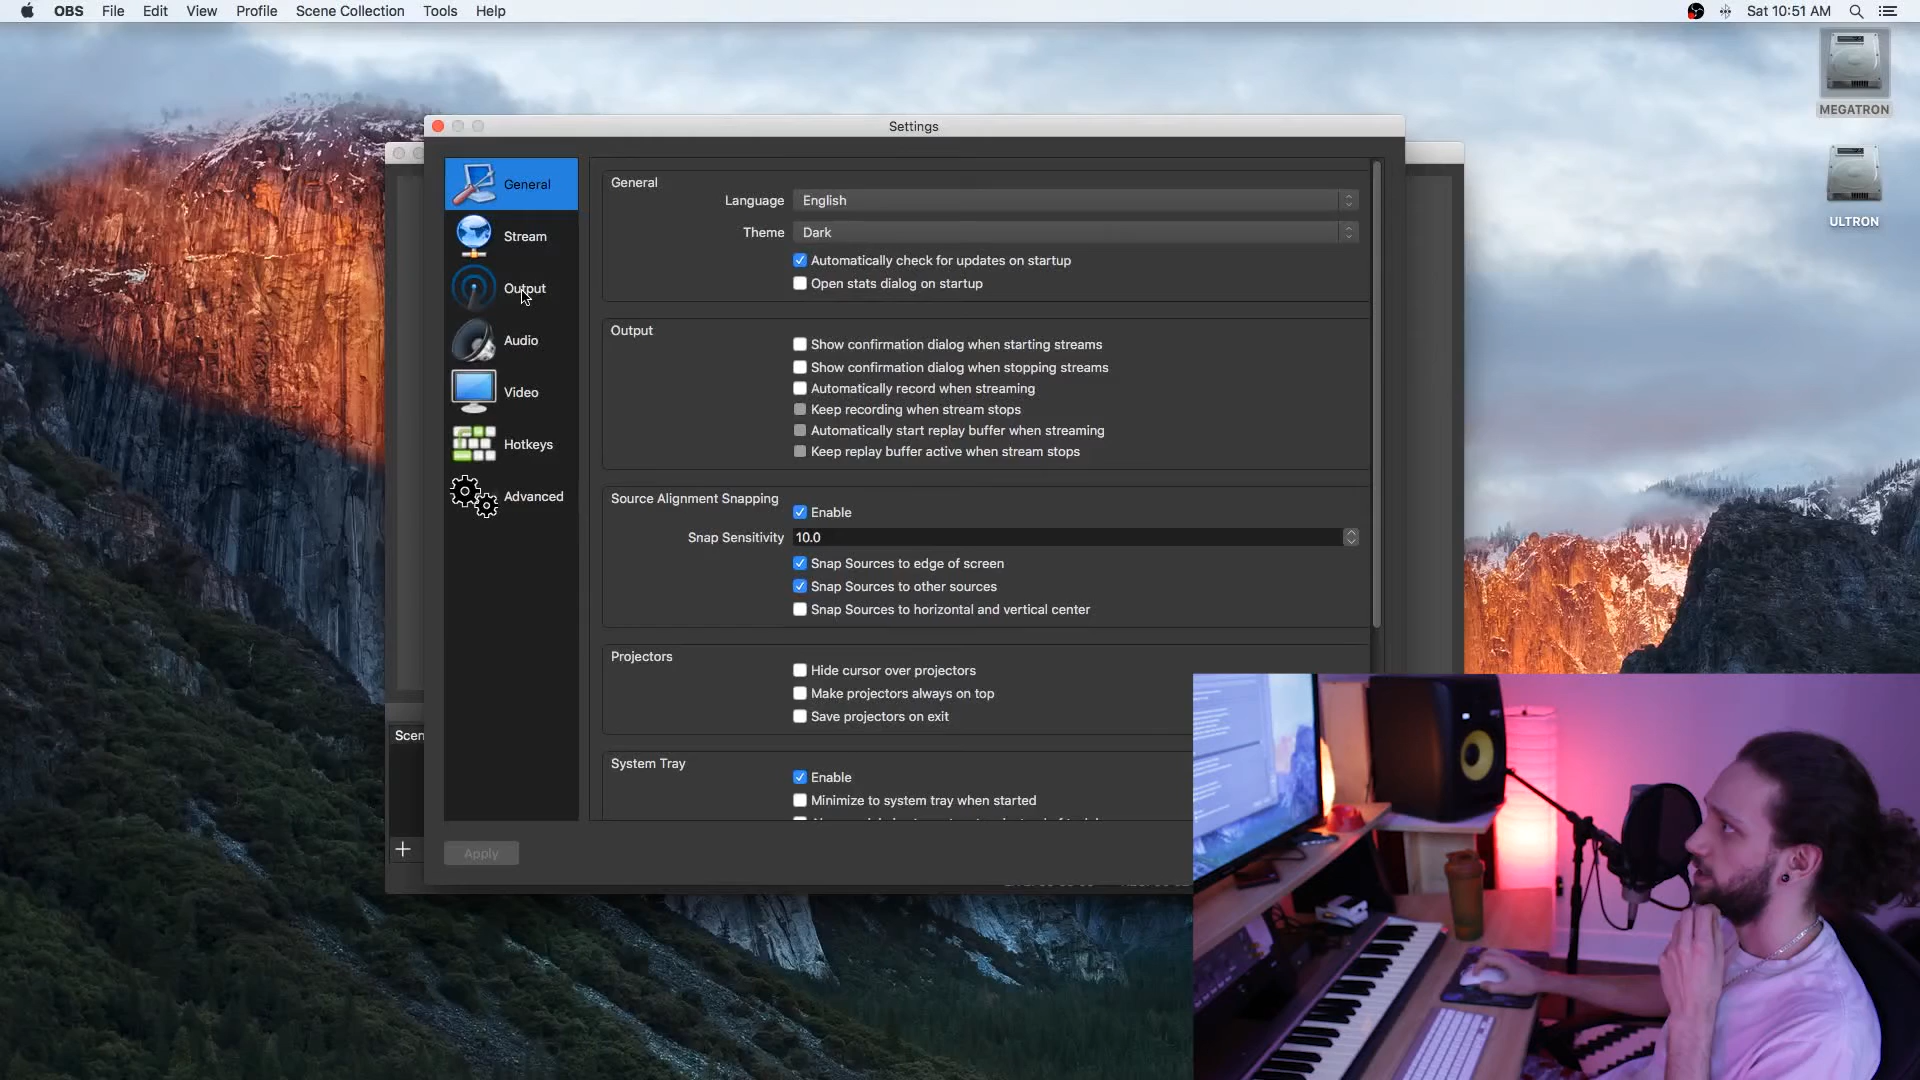 OBS File Edit View Profile Scene Collection Tools Help
Sat 10:51 AM
MEGATRON
ULTRON
Settings
General
Stream
Output
Audio
Video
Hotkeys
Advanced
General
Language English
Theme Dark
Automatically check for updates on startup
Open stats dialog on startup
Output
Show confirmation dialog when starting streams
Show confirmation dialog when stopping streams
Automatically record when streaming
Keep recording when stream stops
Automatically start replay buffer when streaming
Keep replay buffer active when stream stops
Source Alignment Snapping
Enable
Snap Sensitivity 10.0
Snap Sources to edge of screen
Snap Sources to other sources
Snap Sources to horizontal and vertical center
Projectors
Hide cursor over projectors
Make projectors always on top
Save projectors on exit
System Tray
Enable
Minimize to system tray when started
Scen
Apply